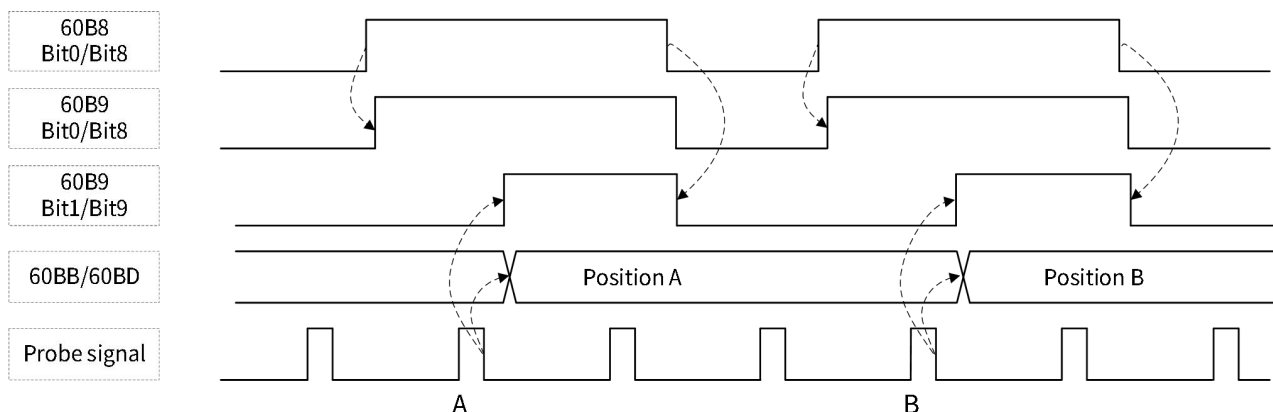 60B8
Bit0/Bit8
60B9
Bit0/Bit8
60B9
Bit1/Bit9
60BB/60BD
Position A
Position B
Probe signal
A
B